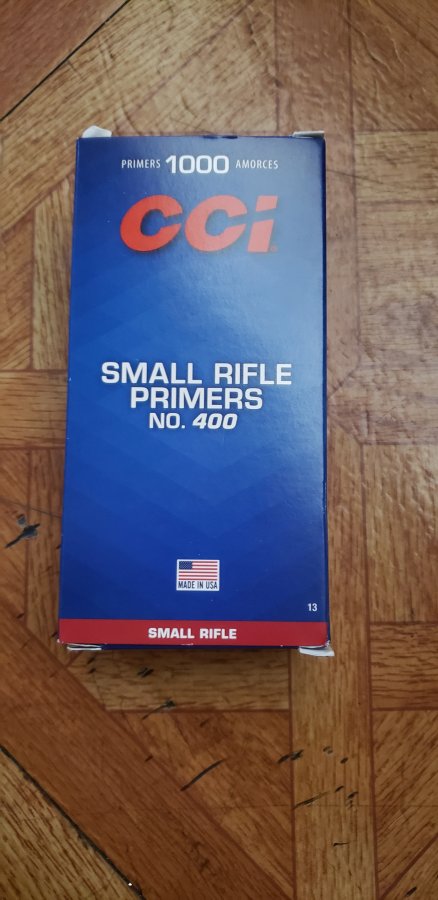 PRIMERS 1000 AMORCES
CCi
SMALL RIFLE
PRIMERS
NO. 400
MADE IN USA
13
SMALL RIFLE